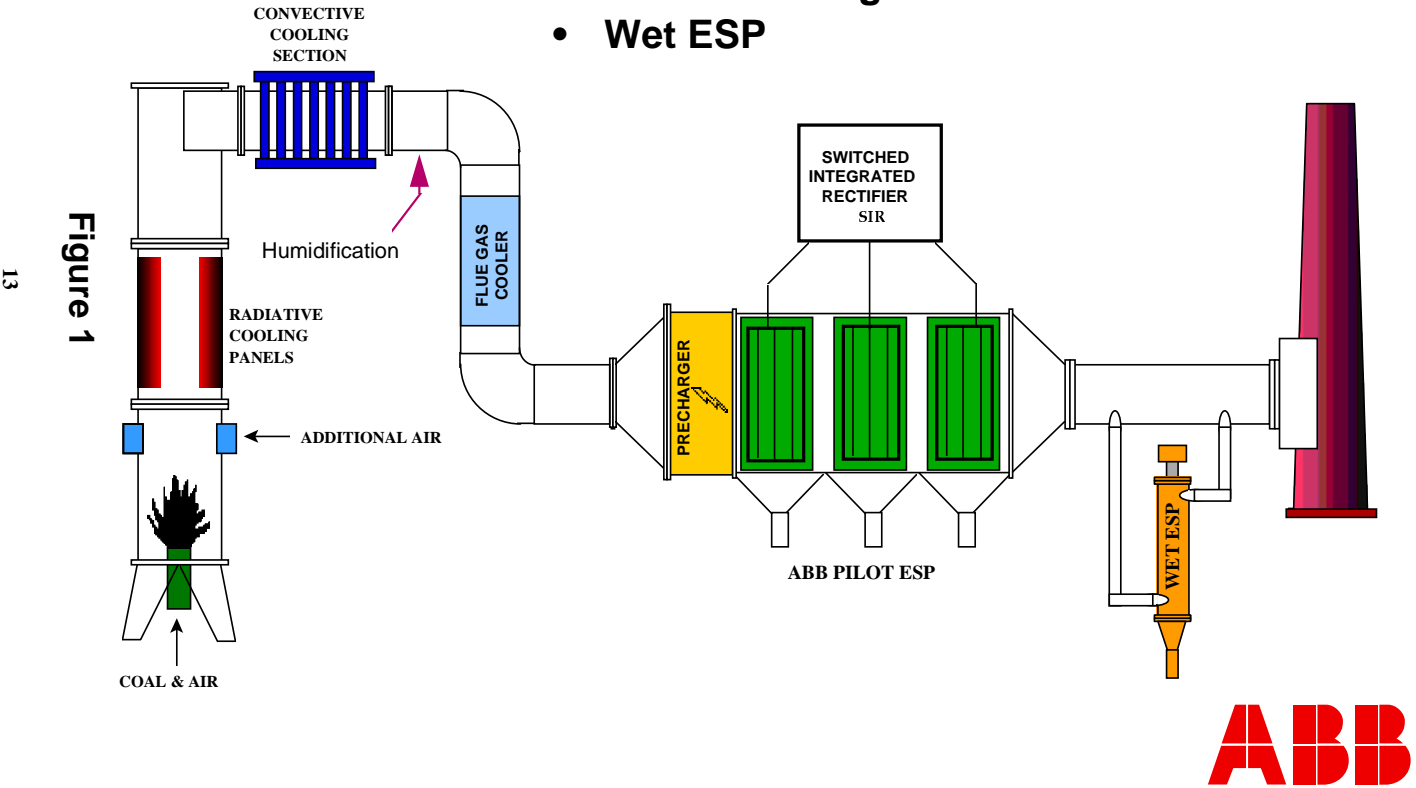 CONVECTIVE
COOLING
SECTION
• Wet ESP
SWITCHED
INTEGRATED
RECTIFIER
SIR
Humidification
FLUE GAS
COOLER
Figure 1
13
RADIATIVE
COOLING
PANELS
PRECHARGER
ADDITIONAL AIR
WET ESP
ABB PILOT ESP
COAL & AIR
ABB